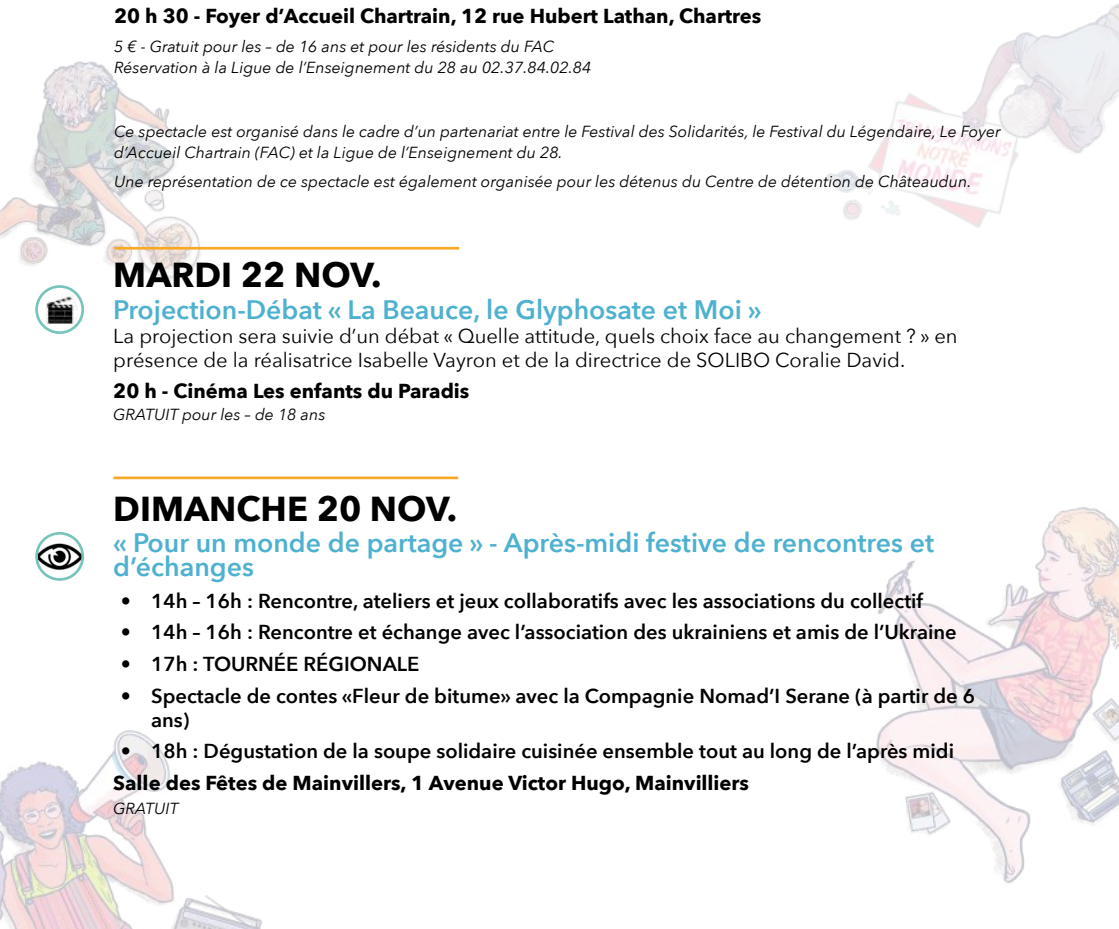 20 h 30 - Foyer d’Accueil Chartrain, 12 rue Hubert Lathan, Chartres
5 € - Gratuit pour les – de 16 ans et pour les résidents du FAC
Réservation à la Ligue de l’Enseignement du 28 au 02.37.84.02.84
Ce spectacle est organisé dans le cadre d’un partenariat entre le Festival des Solidarités, le Festival du Légendaire, Le Foyer
d’Accueil Chartrain (FAC) et la Ligue de l’Enseignement du 28.
Une représentation de ce spectacle est également organisée pour les détenus du Centre de détention de Châteaudun.
NOTRE
MONDE
MARDI 22 NOV.
Projection-Débat « La Beauce, le Glyphosate et Moi »
La projection sera suivie d’un débat « Quelle attitude, quels choix face au changement ? » en
présence de la réalisatrice Isabelle Vayron et de la directrice de SOLIBO Coralie David.
20 h - Cinéma Les enfants du Paradis
GRATUIT pour les – de 18 ans
DIMANCHE 20 NOV.
« Pour un monde de partage » - Après-midi festive de rencontres et
d’échanges
• 14h – 16h : Rencontre, ateliers et jeux collaboratifs avec les associations du collectif
• 14h – 16h : Rencontre et échange avec l’association des ukrainiens et amis de l’Ukraine
• 17h : TOURNÉE RÉGIONALE
• Spectacle de contes «Fleur de bitume» avec la Compagnie Nomad’I Serane (à partir de 6
ans)
• 18h : Dégustation de la soupe solidaire cuisinée ensemble tout au long de l’après midi
Salle des Fêtes de Mainvillers, 1 Avenue Victor Hugo, Mainvilliers
GRATUIT